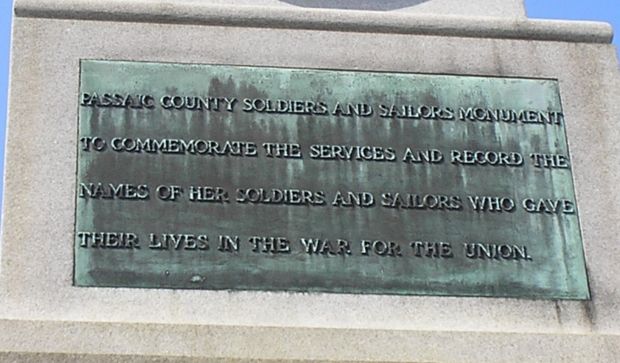 PASSAIC COUNTY SOLDIERS AND SAILORS MONUMENT
TO COMMEMORATE THE SERVICES AND RECORD THE
NAMES OF HER SOLDIERS AND SAILORS WHO GAVE
THEIR LIVES IN THE WAR FOR THE UNION.